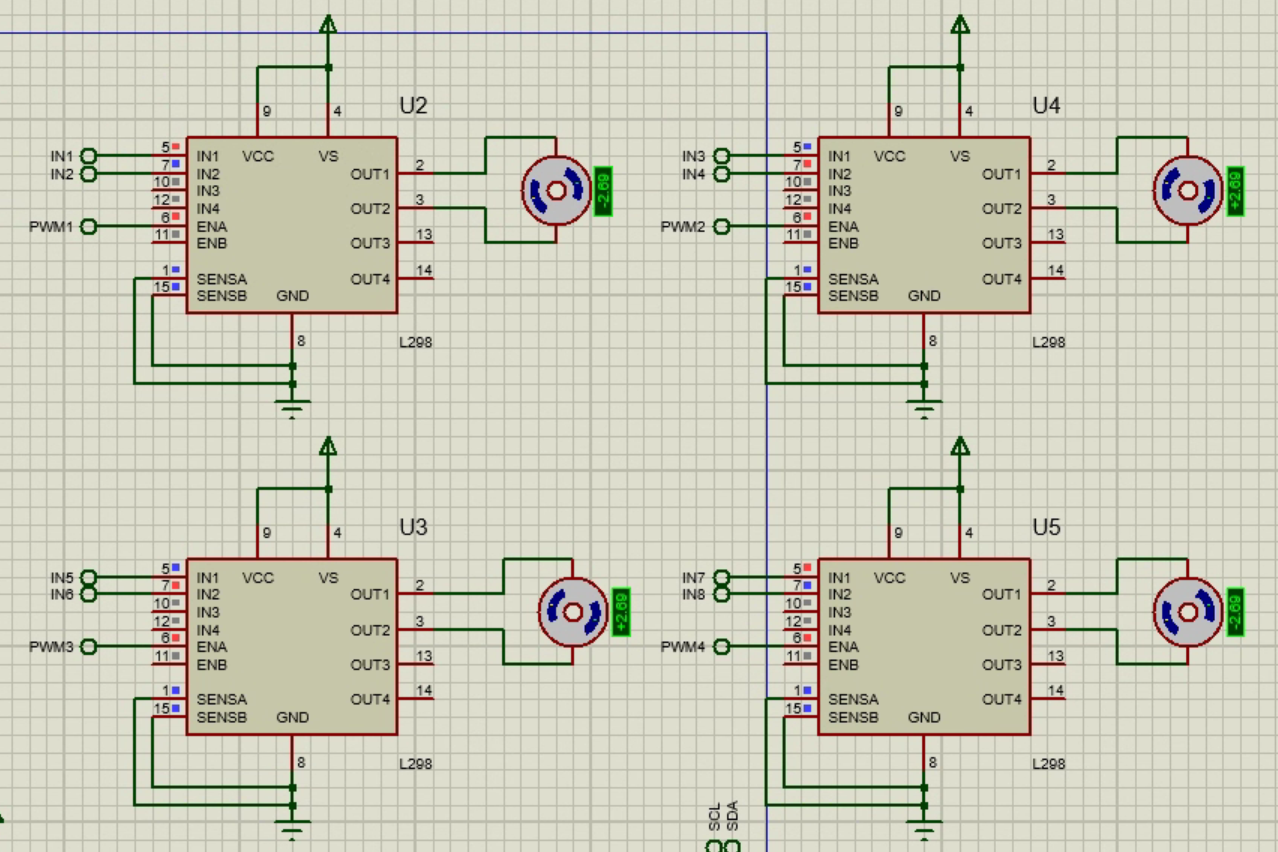 U2
9 4
5 IN1 IN1 VCC VS
7 IN2 IN2 OUT1 2
10 IN3
12 IN4 OUT2 3
PWM1 6 ENA
11 ENB OUT3 13
1 SENSA OUT4 14
15 SENSB GND
8
L298
-2.69
U4
9 4
IN3 5 IN1 VCC VS
IN4 7 IN2 OUT1 2
10 IN3
12 IN4 OUT2 3
PWM2 6 ENA
11 ENB OUT3 13
1 SENSA OUT4 14
15 SENSB GND
8
L298
+2.69
U3
9 4
IN5 5 IN1 VCC VS
IN6 7 IN2 OUT1 2
10 IN3
12 IN4 OUT2 3
PWM3 6 ENA
11 ENB OUT3 13
1 SENSA OUT4 14
15 SENSB GND
8
L298
+2.69
U5
9 4
IN7 5 IN1 VCC VS
IN8 7 IN2 OUT1 2
10 IN3
12 IN4 OUT2 3
PWM4 6 ENA
11 ENB OUT3 13
1 SENSA OUT4 14
15 SENSB GND
8
L298
-2.69
SCL
SDA